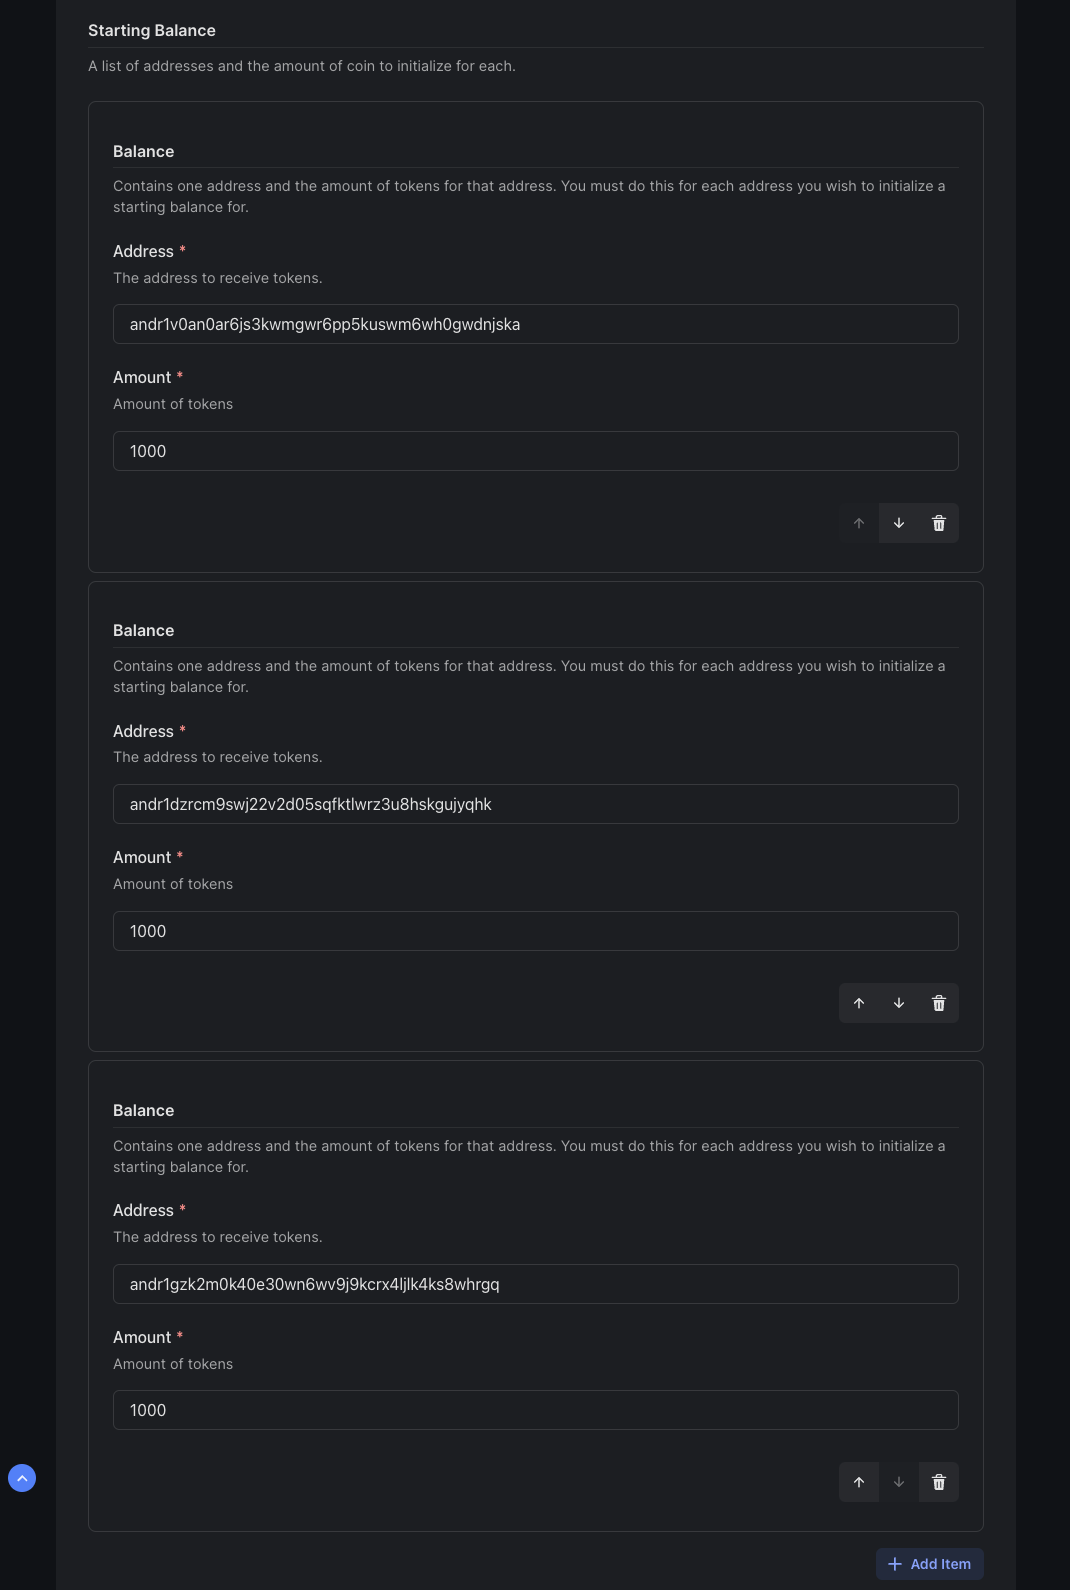 Starting Balance
A list of addresses and the amount of coin to initialize for each.
Balance
Contains one address and the amount of tokens for that address. You must do this for each address you wish to initialize a
starting balance for.
Address *
The address to receive tokens.
andr1v0an0ar6js3kwmgwr6pp5kuswm6wh0gwdnjska
Amount *
Amount of tokens
1000
Balance
Contains one address and the amount of tokens for that address. You must do this for each address you wish to initialize a
starting balance for.
Address *
The address to receive tokens.
andr1dzrcm9swj22v2d05sqfktlwrz3u8hskgujyqhk
Amount *
Amount of tokens
1000
Balance
Contains one address and the amount of tokens for that address. You must do this for each address you wish to initialize a
starting balance for.
Address *
The address to receive tokens.
andr1gzk2m0k40e30wn6wv9j9kcrx4ljlk4ks8whrgq
Amount *
Amount of tokens
1000
Add Item